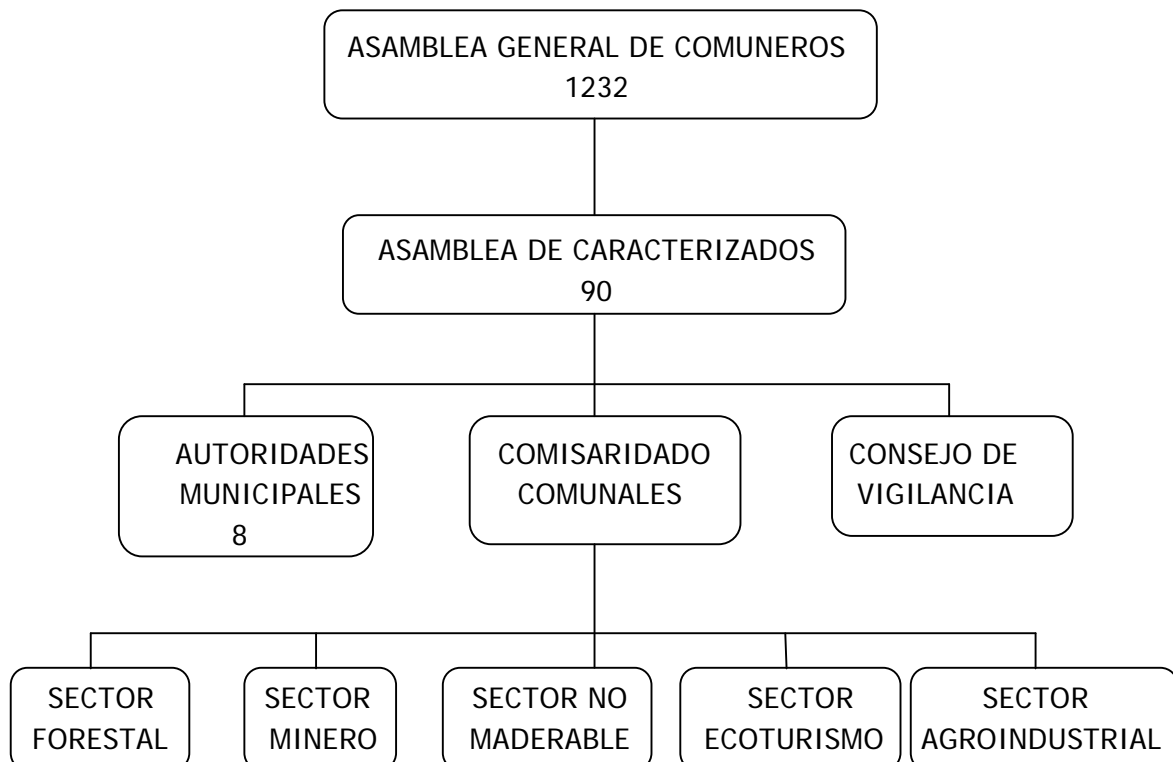 ASAMBLEA GENERAL DE COMUNEROS
1232
ASAMBLEA DE CARACTERIZADOS
90
AUTORIDADES
MUNICIPALES
8
COMISARIDADO
COMUNALES
CONSEJO DE
VIGILANCIA
SECTOR
FORESTAL
SECTOR
MINERO
SECTOR NO
MADERABLE
SECTOR
ECOTURISMO
SECTOR
AGROINDUSTRIAL